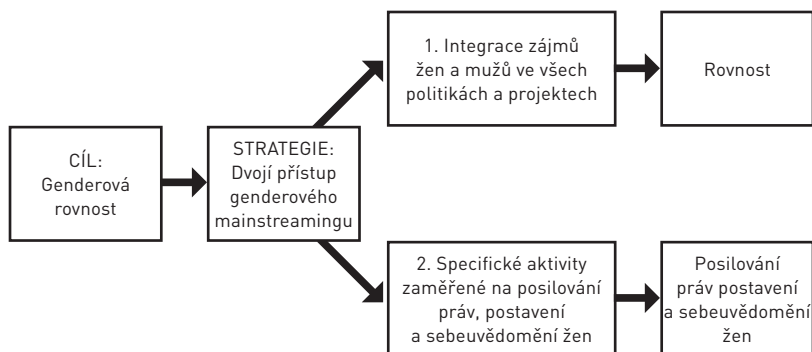 CÍL:
Genderová
rovnost
STRATEGIE:
Dvojí přístup
genderového
mainstreamingu
1. Integrace zájmů
žen a mužů ve všech
politikách a projektech
Rovnost
2. Specifické aktivity
zaměřené na posilování
práv, postavení
a sebeuvědomění žen
Posilování
práv postavení
a sebeuvědomění
žen